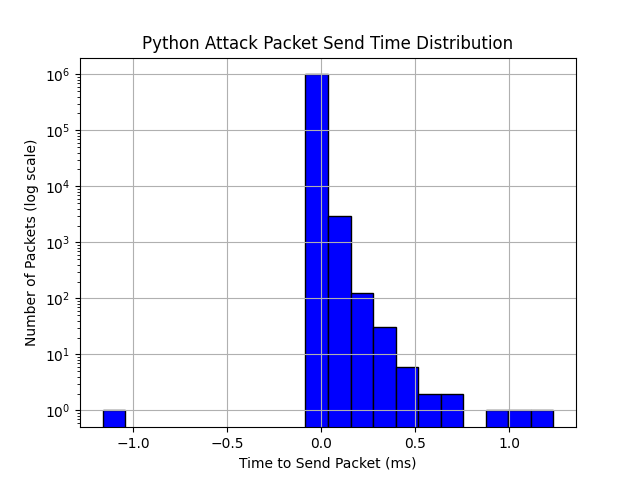 Python Attack Packet Send Time Distribution
Number of Packets (log scale)
10⁶
10⁵
10⁴
10³
10²
10¹
10⁰
−1.0 −0.5 0.0 0.5 1.0
Time to Send Packet (ms)